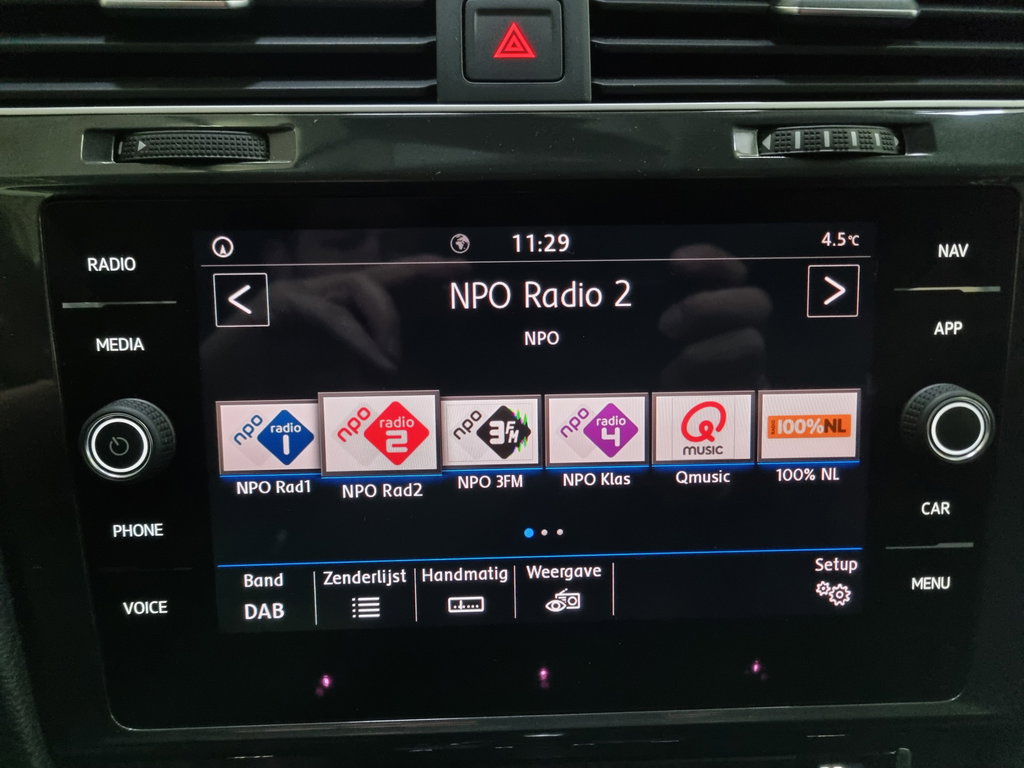 RADIO
MEDIA
PHONE
VOICE
NAV
APP
CAR
MENU
11:29
4.5°C
<
NPO Radio 2
>
NPO
npo radio 1
npo radio 2
npo 3FM
npo radio 4
Q MUSIC
100%NL
NPO Rad1
NPO Rad2
NPO 3FM
NPO Klas
Qmusic
100% NL
Band
DAB
Zenderlijst
Handmatig
Weergave
Setup